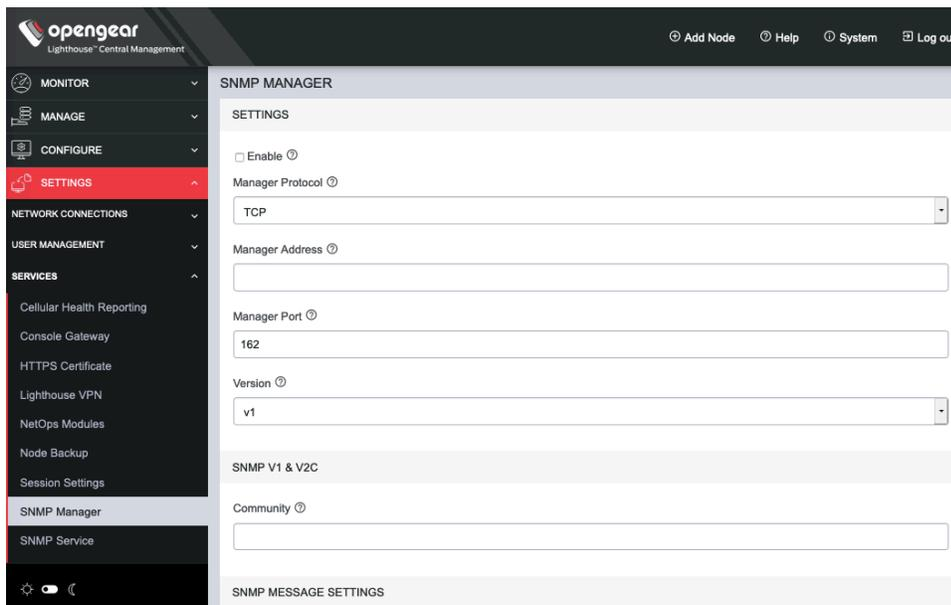 opengear
Lighthouse™ Central Management
Add Node
Help
System
Log ou
MONITOR
MANAGE
CONFIGURE
SETTINGS
NETWORK CONNECTIONS
USER MANAGEMENT
SERVICES
Cellular Health Reporting
Console Gateway
HTTPS Certificate
Lighthouse VPN
NetOps Modules
Node Backup
Session Settings
SNMP Manager
SNMP Service
SNMP MANAGER
SETTINGS
Enable
Manager Protocol
TCP
Manager Address
Manager Port
162
Version
v1
SNMP V1 & V2C
Community
SNMP MESSAGE SETTINGS